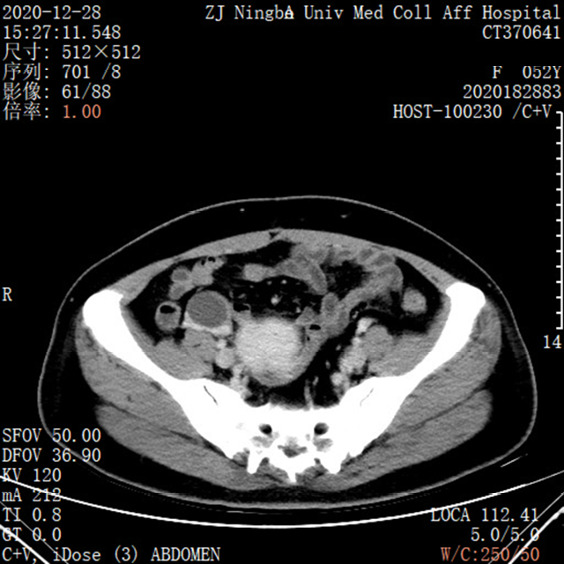 2020-12-28
ZJ Ningba Univ Med Coll Aff Hospital
15:27:11.548
CT370641
尺寸: 512×512
序列: 701 /8
F 052Y
影像: 61/88
2020182883
倍率: 1.00
HOST-100230 /C+V
R
14
SFOV 50.00
DFOV 36.90
KV 120
mA 212
TI 0.8
LOCA 112.41
GT 0.0
5.0/5.0
C+V, iDose (3) ABDOMEN
W/C:250/50